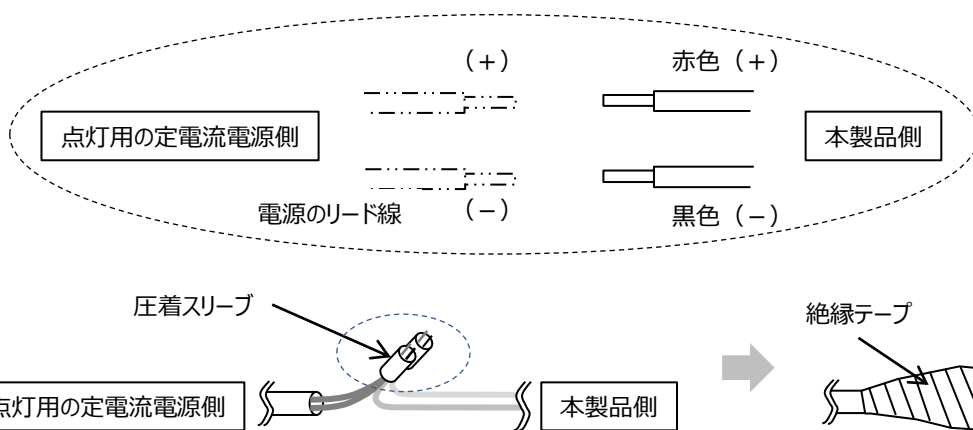 (+)
赤色 (+)
点灯用の定電流電源側
本製品側
電源のリード線
(-)
黒色 (-)
圧着スリーブ
絶縁テープ
点灯用の定電流電源側
本製品側